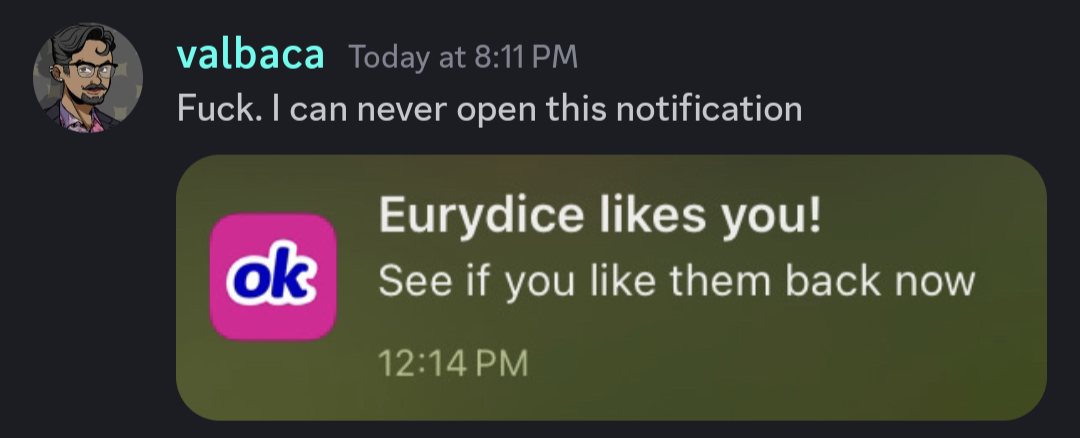 valbaca Today at 8:11 PM
Fuck. I can never open this notification
Eurydice likes you!
ok
See if you like them back now
12:14 PM